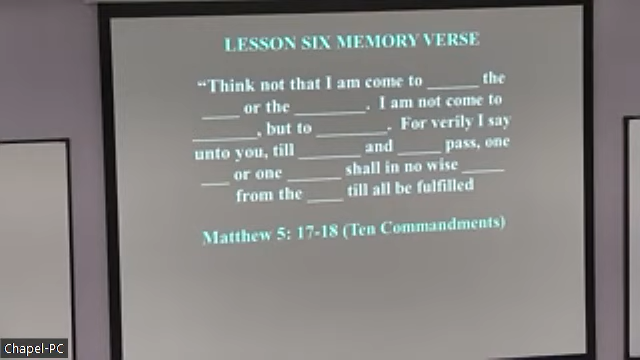 LESSON SIX MEMORY VERSE
“Think not that I am come to ______ the
____ or the ________. I am not come to
_______, but to ________. For verily I say
unto you, till _______ and _____ pass, one
___ or one ______ shall in no wise _____
from the ____ till all be fulfilled
Matthew 5: 17-18 (Ten Commandments)
Chapel-PC